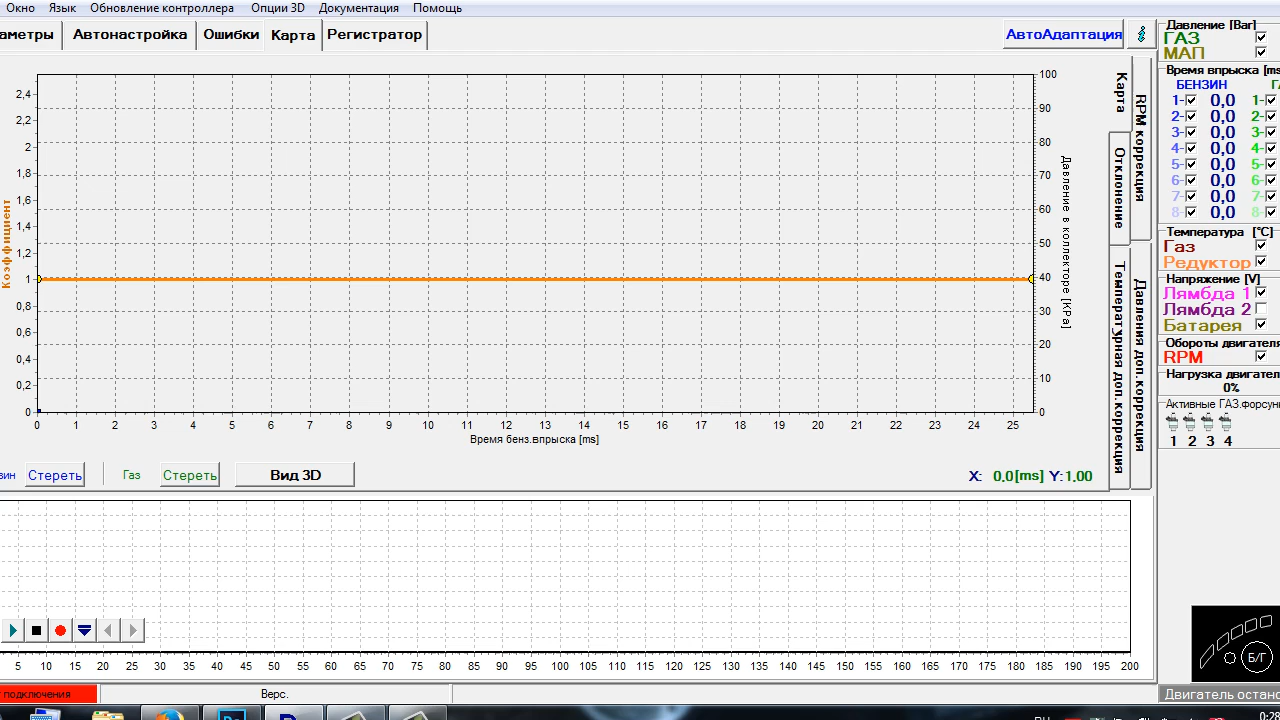 Окно Язык Обновление контроллера Опции 3D Документация Помощь
аметры Автонастройка Ошибки Карта Регистратор АвтоАдаптация i
Давление [Bar]
ГАЗ
МАП
Время впрыска [ms
БЕНЗИН ГА
1- 0,0 1-
2- 0,0 2-
3- 0,0 3-
4- 0,0 4-
5- 0,0 5-
6- 0,0 6-
7- 0,0 7-
8- 0,0 8-
Температура [°C]
Газ
Редуктор
Напряжение [V]
Лямбда 1
Лямбда 2
Батарея
Обороты двигателя
RPM
Нагрузка двигател
0%
Активные ГАЗ.форсун
1 2 3 4
Коэффициент
2,4
2,2
2
1,8
1,6
1,4
1,2
1
0,8
0,6
0,4
0,2
0
100
90
80
70
60
50
40
30
20
10
0
Давление в коллекторе [KPa]
0 1 2 3 4 5 6 7 8 9 10 11 12 13 14 15 16 17 18 19 20 21 22 23 24 25
Время бенз.впрыска [ms]
Карта
Отклонение
Температурная доп.коррекция
RPM коррекция
Давления доп.коррекция
зин Стереть Газ Стереть Вид 3D X: 0.0[ms] Y:1.00
5 10 15 20 25 30 35 40 45 50 55 60 65 70 75 80 85 90 95 100 105 110 115 120 125 130 135 140 145 150 155 160 165 170 175 180 185 190 195 200
Б/Г
подключения Верс. Двигатель остано
RU 0:28